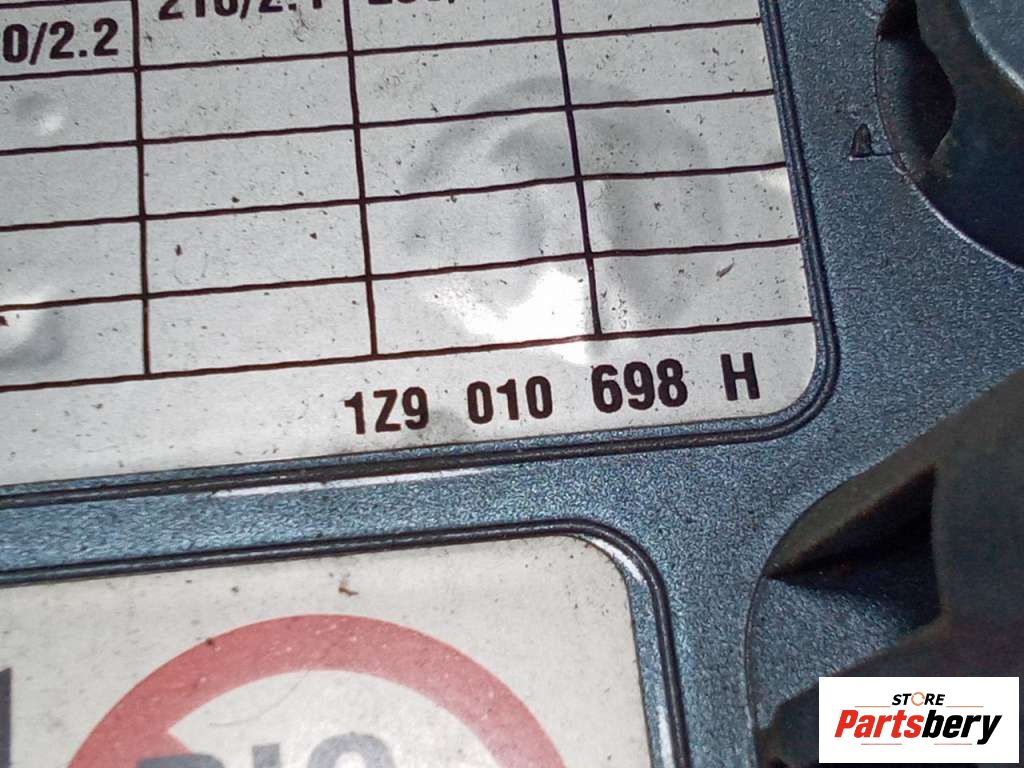 0/2.2
1Z9 010 698 H
STORE
Partsbery